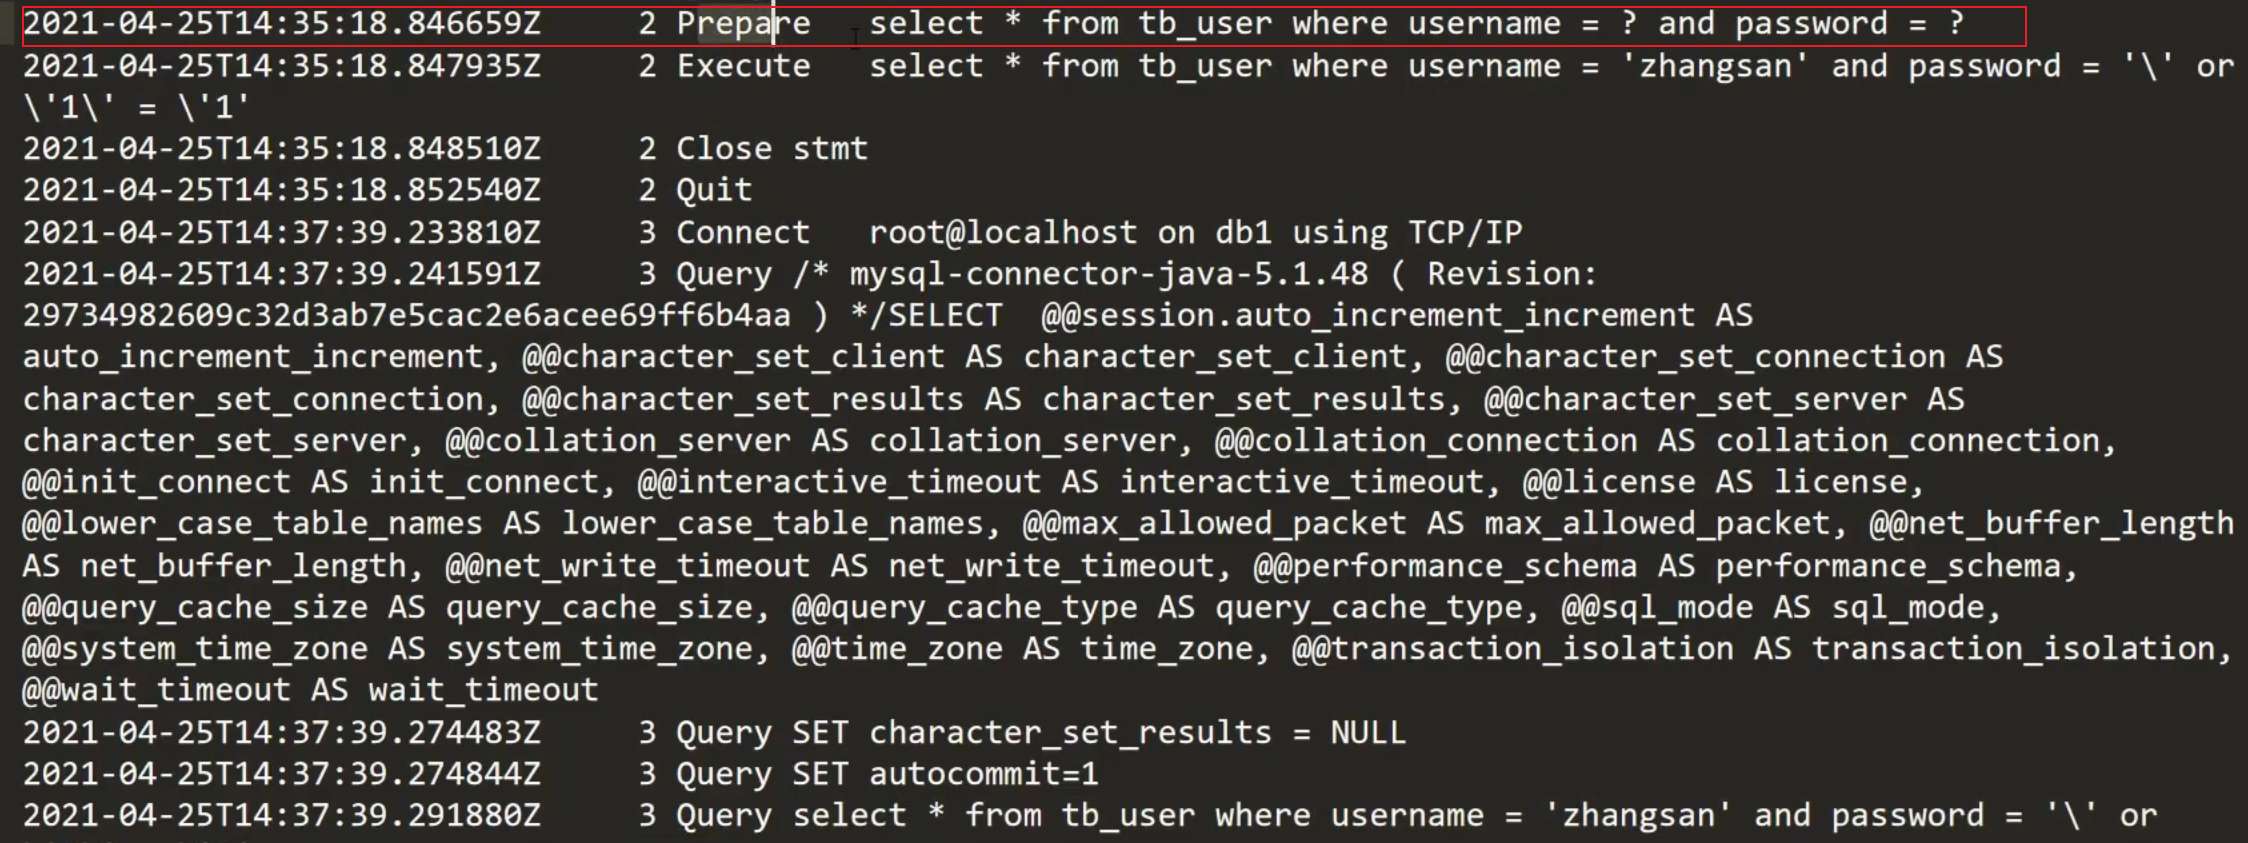 2021-04-25T14:35:18.846659Z 2 Prepare select * from tb_user where username = ? and password = ?
2021-04-25T14:35:18.847935Z 2 Execute select * from tb_user where username = 'zhangsan' and password = '\' or
\'1\' = \'1'
2021-04-25T14:35:18.848510Z 2 Close stmt
2021-04-25T14:35:18.852540Z 2 Quit
2021-04-25T14:37:39.233810Z 3 Connect root@localhost on db1 using TCP/IP
2021-04-25T14:37:39.241591Z 3 Query /* mysql-connector-java-5.1.48 ( Revision:
29734982609c32d3ab7e5cac2e6acee69ff6b4aa ) */SELECT @@session.auto_increment_increment AS
auto_increment_increment, @@character_set_client AS character_set_client, @@character_set_connection AS
character_set_connection, @@character_set_results AS character_set_results, @@character_set_server AS
character_set_server, @@collation_server AS collation_server, @@collation_connection AS collation_connection,
@@init_connect AS init_connect, @@interactive_timeout AS interactive_timeout, @@license AS license,
@@lower_case_table_names AS lower_case_table_names, @@max_allowed_packet AS max_allowed_packet, @@net_buffer_length
AS net_buffer_length, @@net_write_timeout AS net_write_timeout, @@performance_schema AS performance_schema,
@@query_cache_size AS query_cache_size, @@query_cache_type AS query_cache_type, @@sql_mode AS sql_mode,
@@system_time_zone AS system_time_zone, @@time_zone AS time_zone, @@transaction_isolation AS transaction_isolation,
@@wait_timeout AS wait_timeout
2021-04-25T14:37:39.274483Z 3 Query SET character_set_results = NULL
2021-04-25T14:37:39.274844Z 3 Query SET autocommit=1
2021-04-25T14:37:39.291880Z 3 Query select * from tb_user where username = 'zhangsan' and password = '\' or